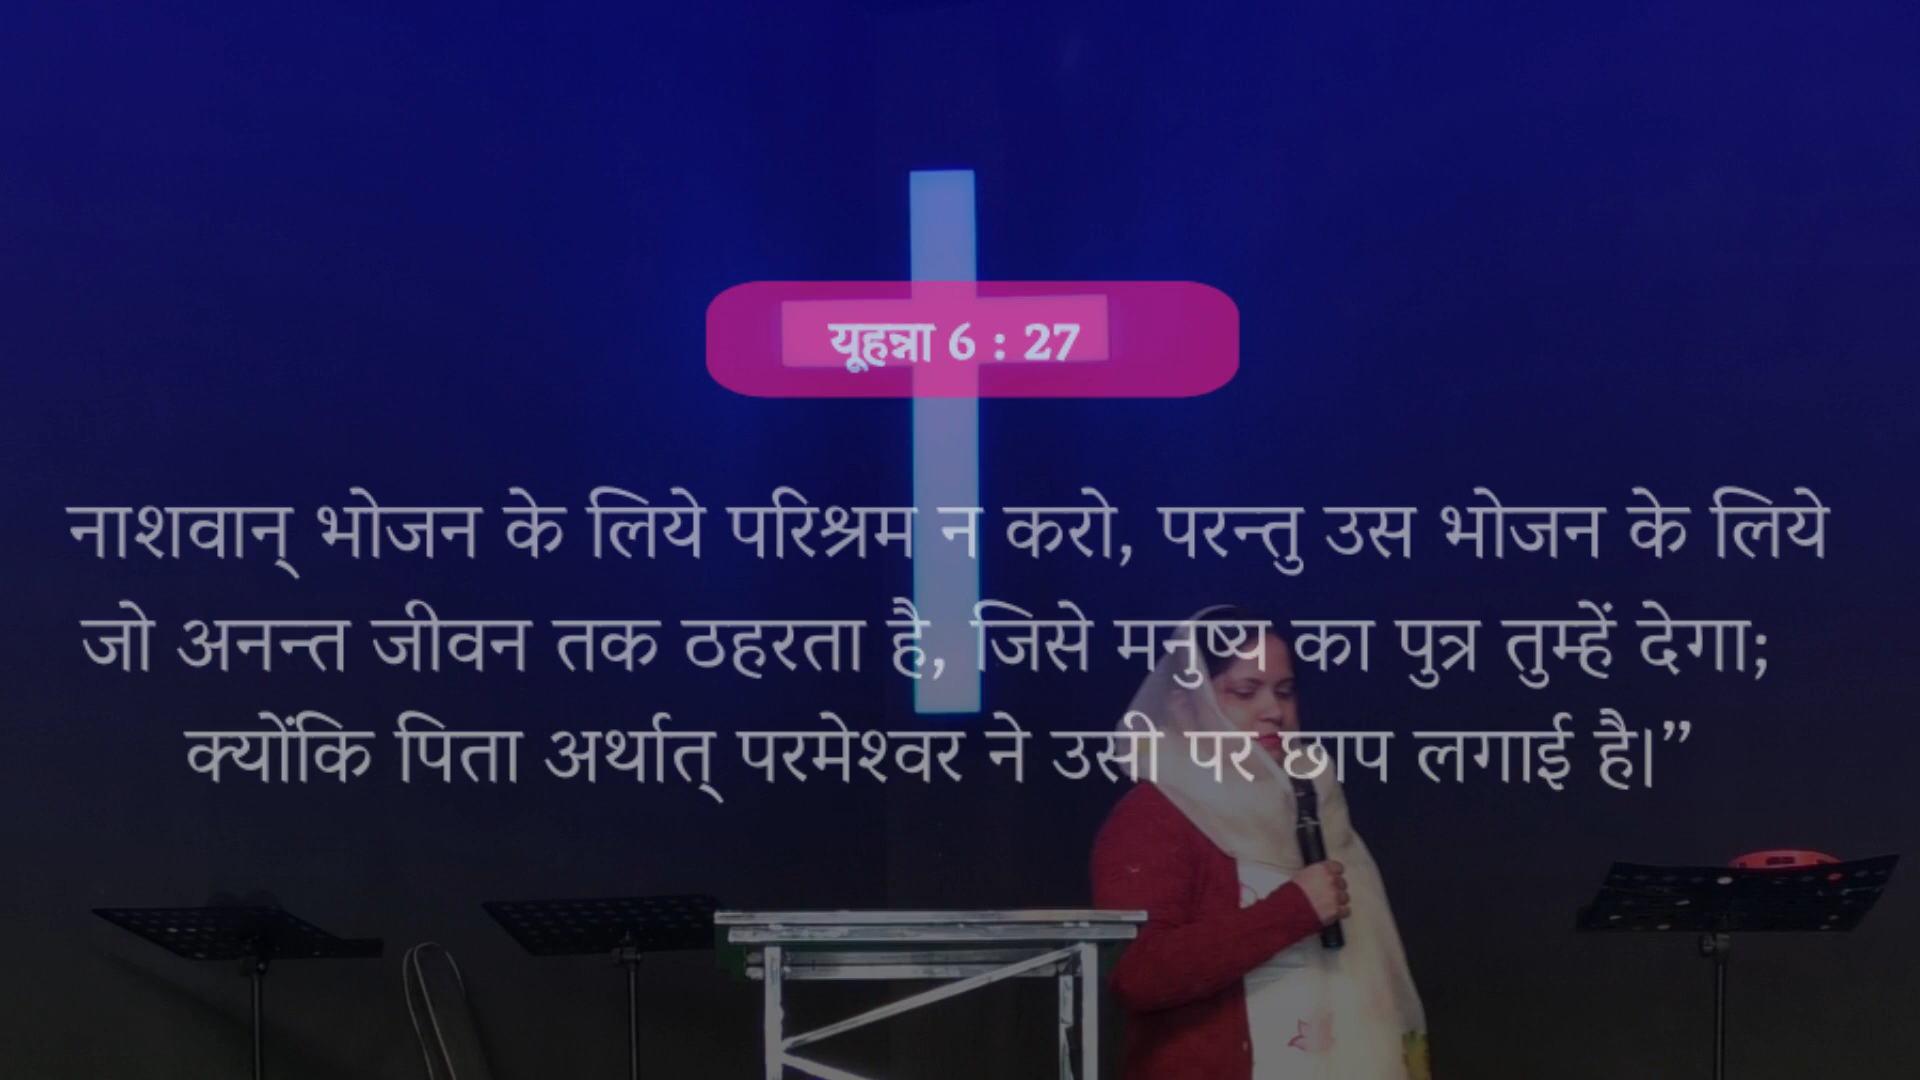 यूहन्ना 6 : 27
नाशवान् भोजन के लिये परिश्रम न करो, परन्तु उस भोजन के लिये
जो अनन्त जीवन तक ठहरता है, जिसे मनुष्य का पुत्र तुम्हें देगा;
क्योंकि पिता अर्थात् परमेश्वर ने उसी पर छाप लगाई है।”